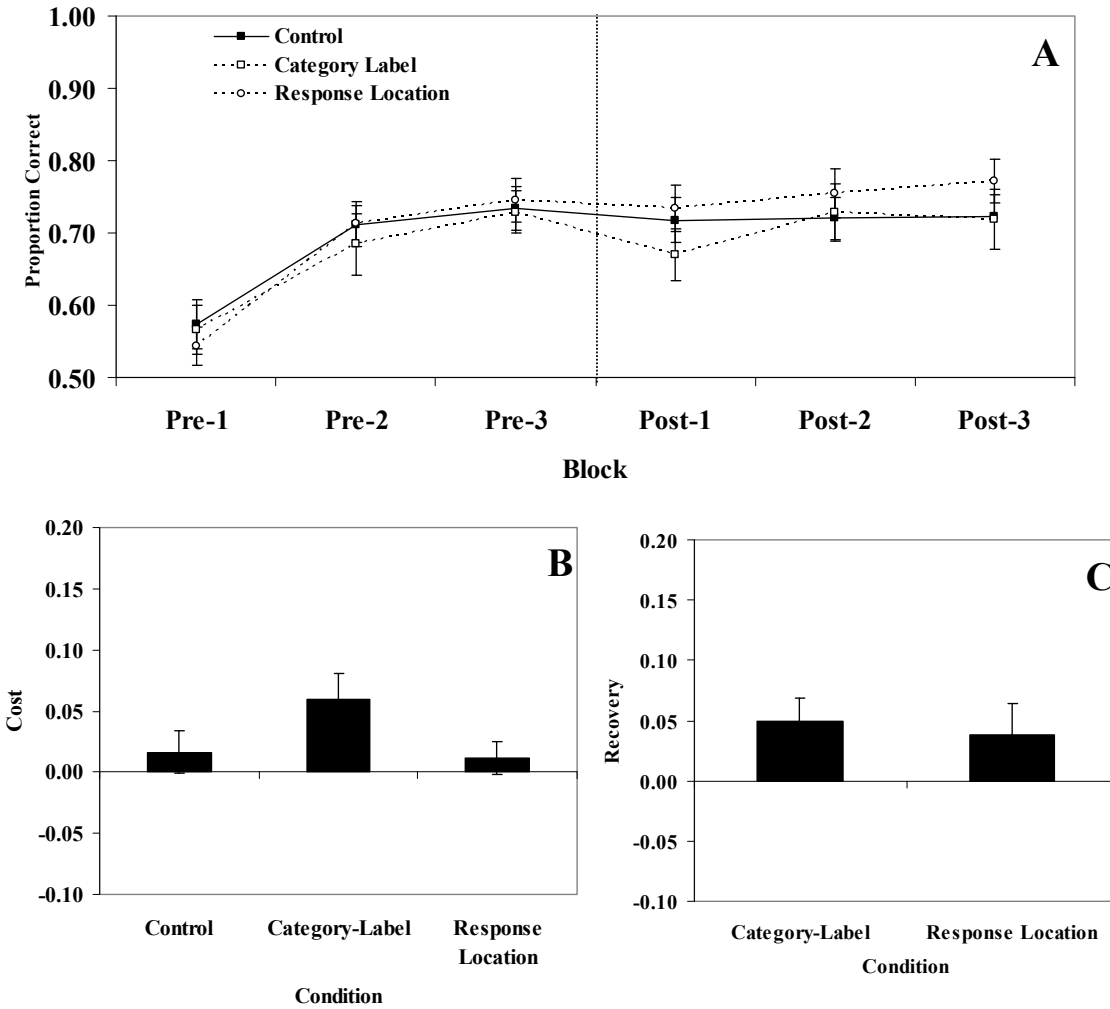 1.00
0.90
0.80
0.70
0.60
0.50
Proportion Correct
Control
Category Label
Response Location
A
Pre-1 Pre-2 Pre-3 Post-1 Post-2 Post-3
Block
0.20
0.15
0.10
0.05
0.00
-0.05
-0.10
Cost
B
Control Category-Label Response
Location
Condition
0.20
0.15
0.10
0.05
0.00
-0.05
-0.10
Recovery
C
Category-Label Response Location
Condition